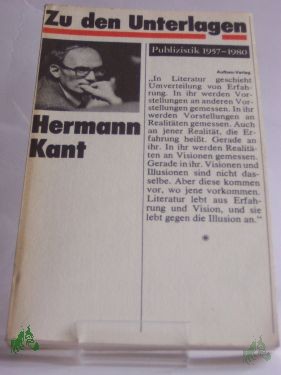 Zu den Unterlagen
Publizistik 1957–1980
Aufbau-Verlag
Hermann
Kant
„In Literatur geschieht
Umverteilung von Erfah-
rung. In ihr werden Vor-
stellungen an anderen Vor-
stellungen gemessen. In ihr
werden Vorstellungen an
Realitäten gemessen. Auch
an jener Realität, die Er-
fahrung heißt. Gerade an
ihr. In ihr werden Realitä-
ten an Visionen gemessen.
Gerade in ihr. Visionen und
Illusionen sind nicht das-
selbe. Aber diese kommen
vor, wo jene vorkommen.
Literatur lebt aus Erfah-
rung und Vision, und sie
lebt gegen die Illusion an.“